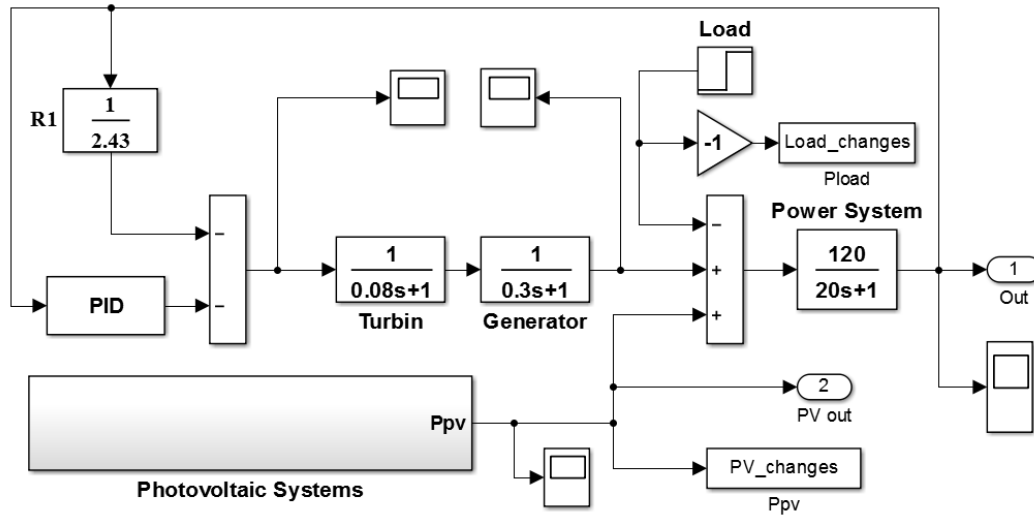 Load
R1
1
2.43
-1
Load_changes
Pload
Power System
−
−
1
0.08s+1
Turbin
1
0.3s+1
Generator
−
+
+
120
20s+1
1
Out
PID
Ppv
Photovoltaic Systems
2
PV out
PV_changes
Ppv